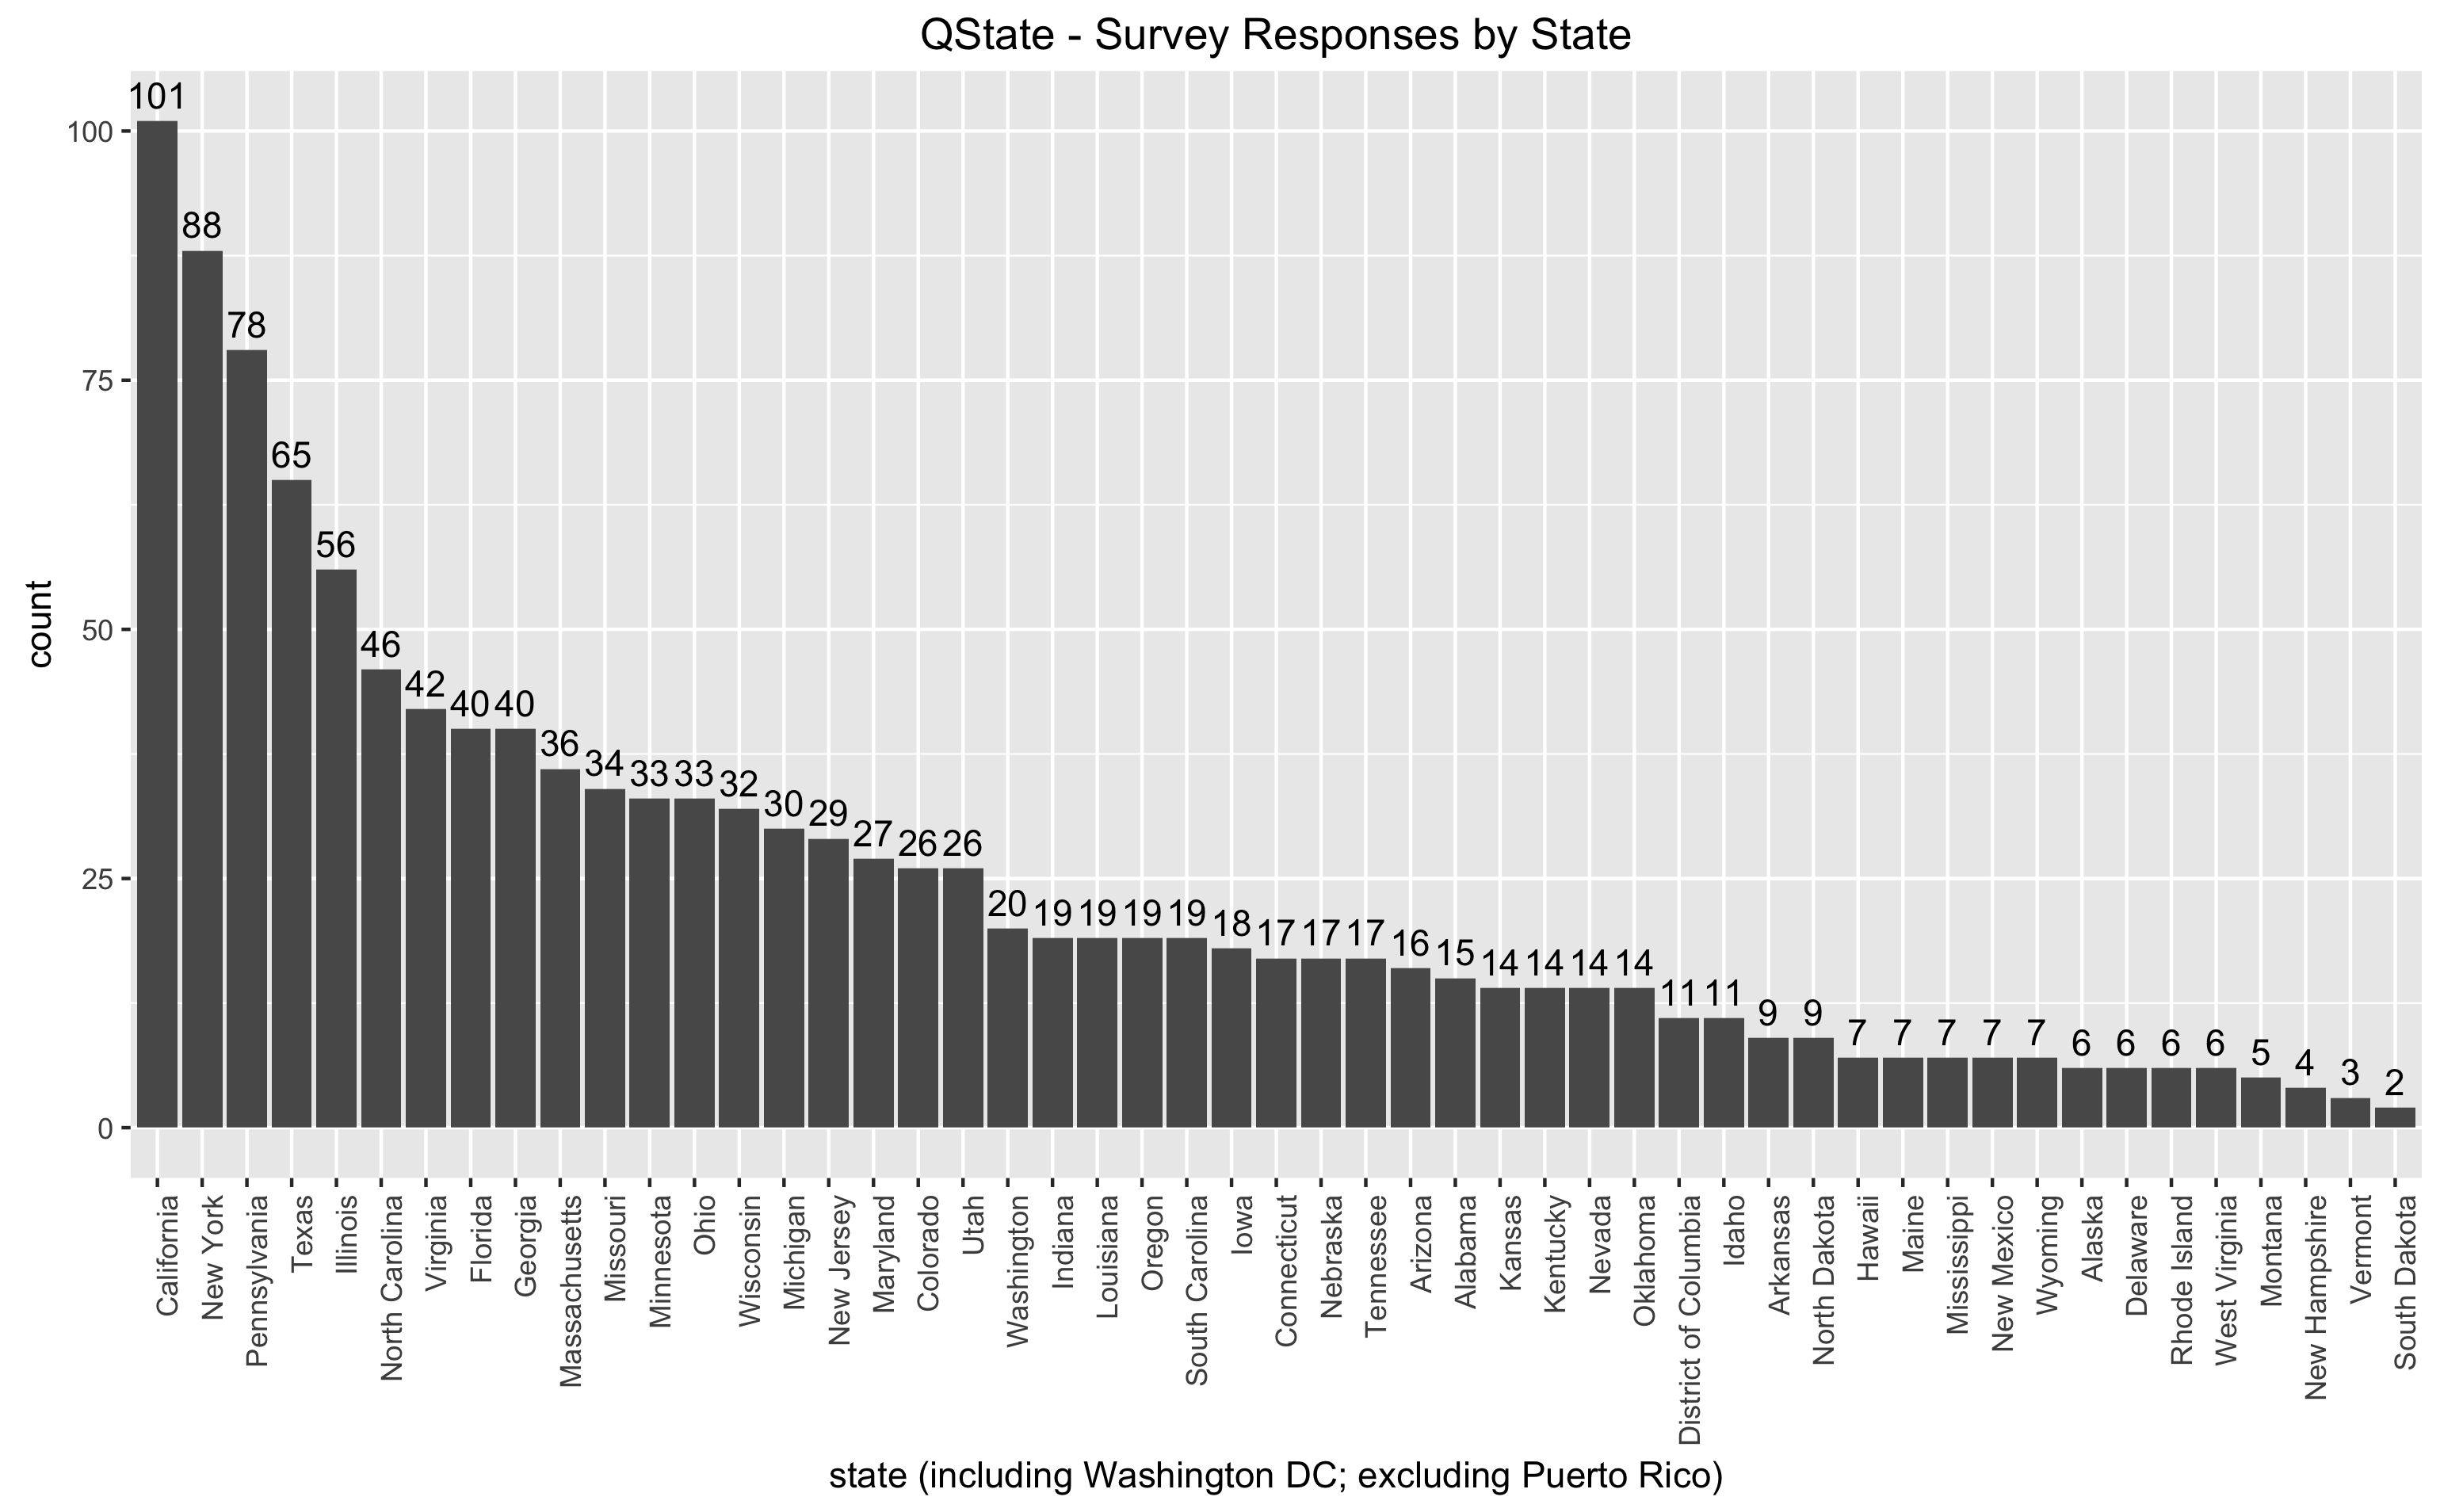 QState - Survey Responses by State
count
100
75
50
25
0
101
88
78
65
56
46
42
40
40
36
34
33
33
32
30
29
27
26
26
20
19
19
19
19
18
17
17
17
16
15
14
14
14
14
11
11
9
9
7
7
7
7
7
6
6
6
6
5
4
3
2
California
New York
Pennsylvania
Texas
Illinois
North Carolina
Virginia
Florida
Georgia
Massachusetts
Missouri
Minnesota
Ohio
Wisconsin
Michigan
New Jersey
Maryland
Colorado
Utah
Washington
Indiana
Louisiana
Oregon
South Carolina
Iowa
Connecticut
Nebraska
Tennessee
Arizona
Alabama
Kansas
Kentucky
Nevada
Oklahoma
District of Columbia
Idaho
Arkansas
North Dakota
Hawaii
Maine
Mississippi
New Mexico
Wyoming
Alaska
Delaware
Rhode Island
West Virginia
Montana
New Hampshire
Vermont
South Dakota
state (including Washington DC; excluding Puerto Rico)